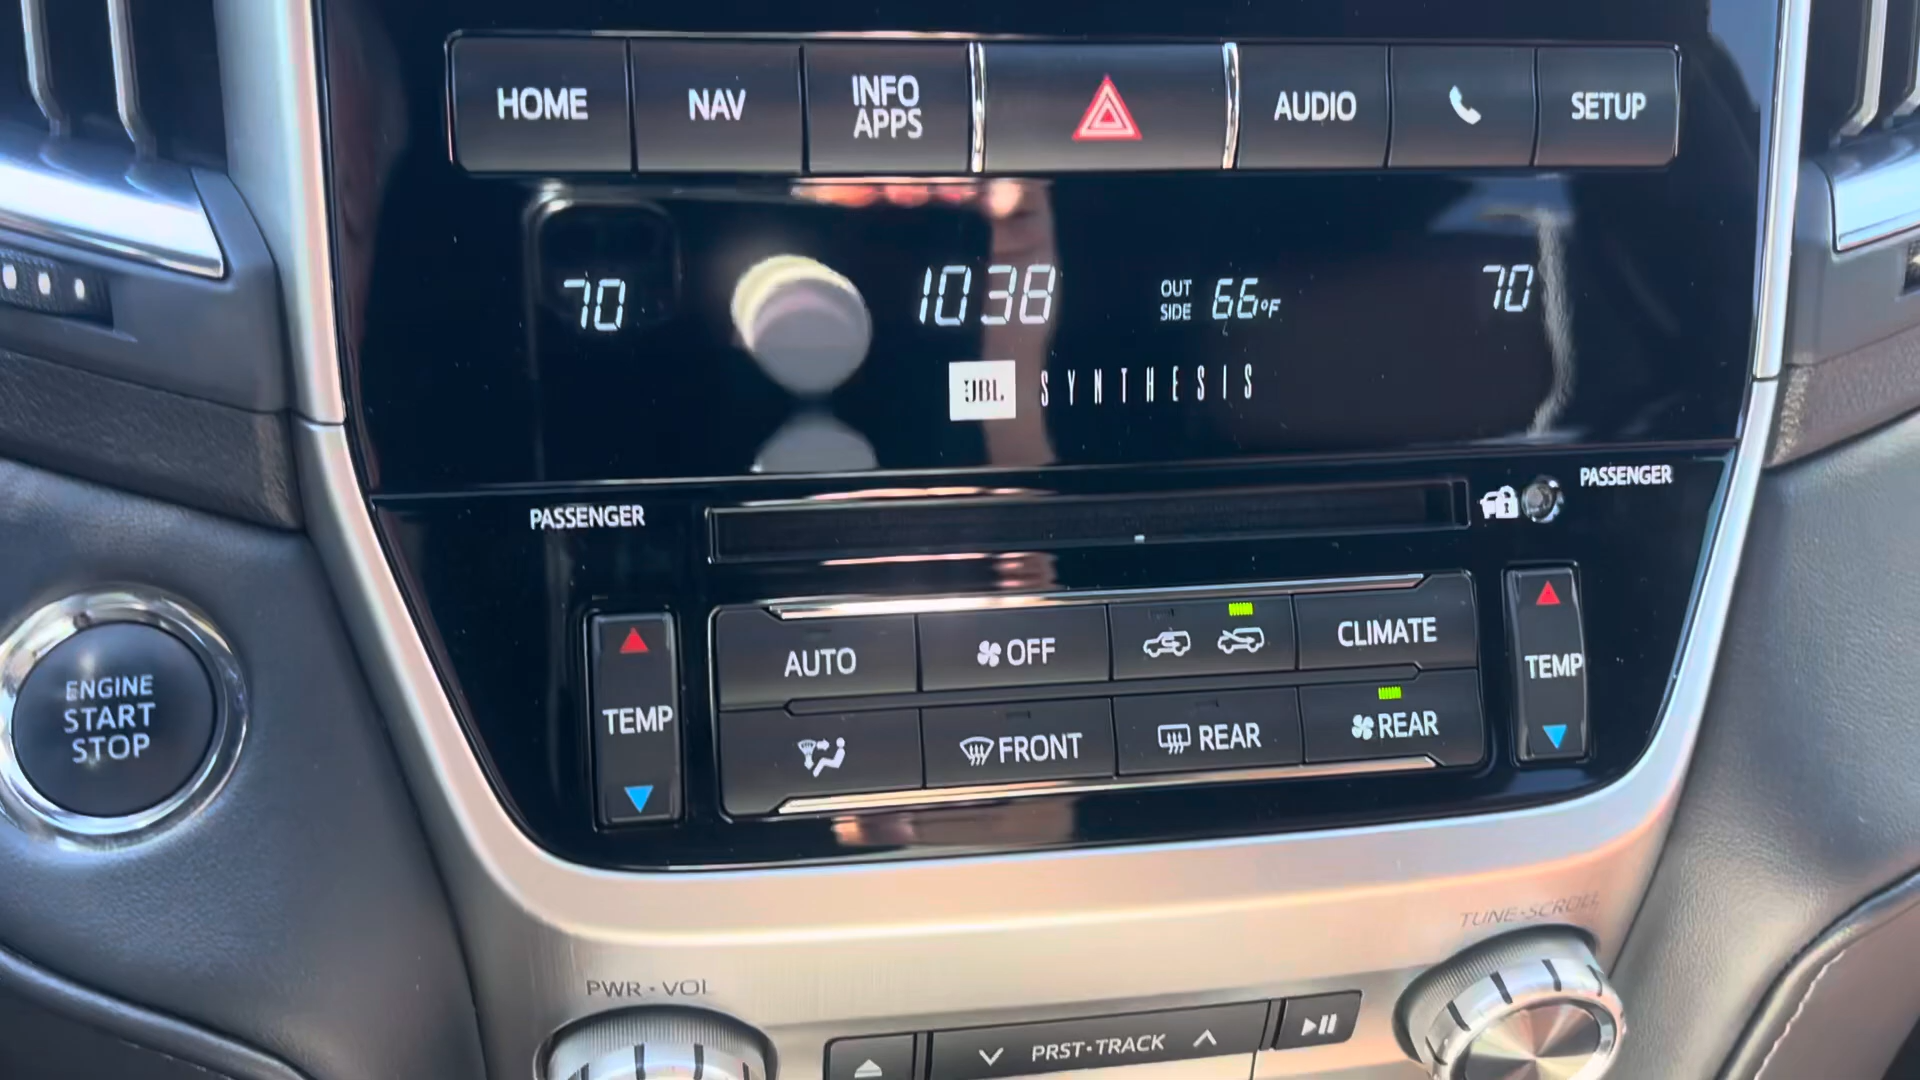 HOME
NAV
INFO
APPS
AUDIO
SETUP
70
1038
OUT
SIDE
66°F
70
JBL SYNTHESIS
PASSENGER
PASSENGER
ENGINE
START
STOP
TEMP
AUTO
OFF
CLIMATE
TEMP
FRONT
REAR
REAR
PWR·VOL
TUNE·SCROLL
PRST·TRACK